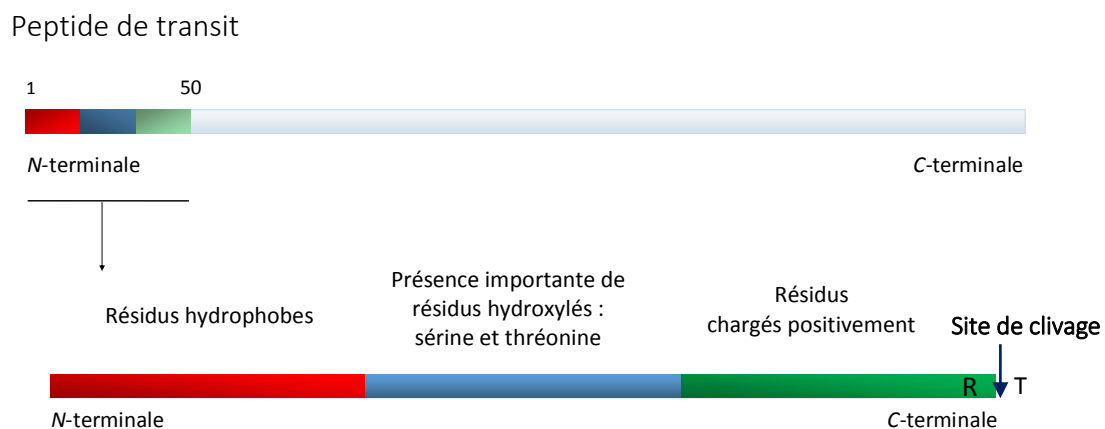 Peptide de transit
1 50
N-terminale C-terminale
Résidus hydrophobes
Présence importante de
résidus hydroxylés :
sérine et thréonine
Résidus
chargés positivement
Site de clivage
R T
N-terminale C-terminale